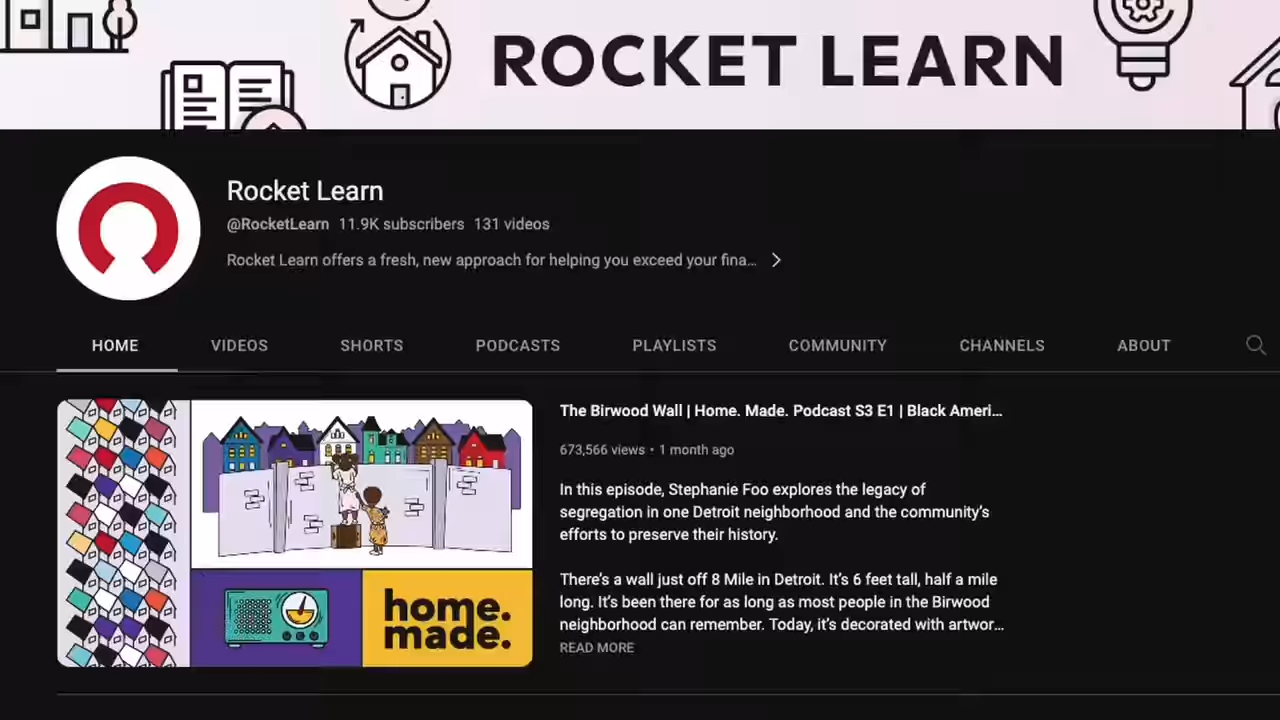 ROCKET LEARN
Rocket Learn
@RocketLearn 11.9K subscribers 131 videos
Rocket Learn offers a fresh, new approach for helping you exceed your fina...
HOME VIDEOS SHORTS PODCASTS PLAYLISTS COMMUNITY CHANNELS ABOUT
The Birwood Wall | Home. Made. Podcast S3 E1 | Black Ameri...
673,566 views • 1 month ago
In this episode, Stephanie Foo explores the legacy of
segregation in one Detroit neighborhood and the community’s
efforts to preserve their history.
There’s a wall just off 8 Mile in Detroit. It’s 6 feet tall, half a mile
long. It’s been there for as long as most people in the Birwood
neighborhood can remember. Today, it’s decorated with artwor...
READ MORE
home.
made.